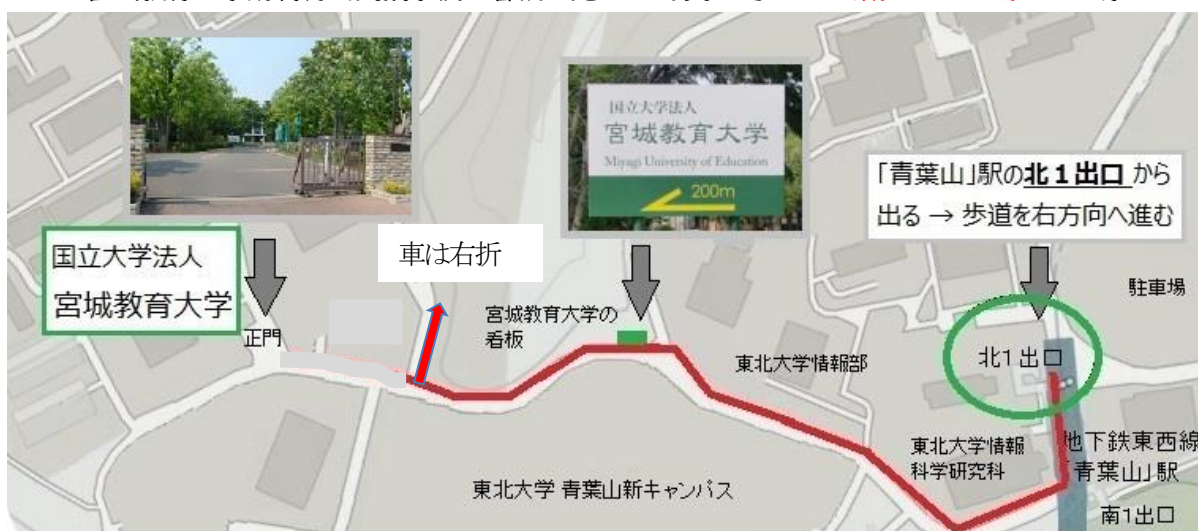 国立大学法人
宮城教育大学
Miyagi University of Education
200m
「青葉山」駅の北1出口 から
出る → 歩道を右方向へ進む
国立大学法人
宮城教育大学
車は右折
駐車場
宮城教育大学の
看板
正門
東北大学情報部
北1出口
東北大学情報
科学研究科
地下鉄東西線
「青葉山」駅
東北大学 青葉山新キャンパス
南1出口